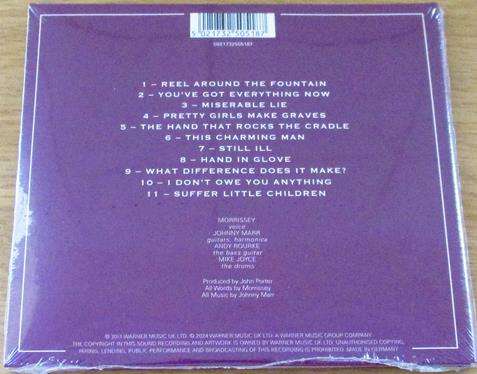 5 021732 505187
5021732505187
1 – REEL AROUND THE FOUNTAIN
2 – YOU'VE GOT EVERYTHING NOW
3 – MISERABLE LIE
4 – PRETTY GIRLS MAKE GRAVES
5 – THE HAND THAT ROCKS THE CRADLE
6 – THIS CHARMING MAN
7 – STILL ILL
8 – HAND IN GLOVE
9 – WHAT DIFFERENCE DOES IT MAKE?
10 – I DON'T OWE YOU ANYTHING
11 – SUFFER LITTLE CHILDREN
MORRISSEY
voice
JOHNNY MARR
guitars, harmonica
ANDY ROURKE
the bass guitar
MIKE JOYCE
the drums
Produced by John Porter
All Words by Morrissey
All Music by Johnny Marr
WARNER MUSIC UK LTD. © 2024 WARNER MUSIC UK LTD. A WARNER MUSIC GROUP COMPANY.
THE COPYRIGHT IN THIS SOUND RECORDING AND ARTWORK IS OWNED BY WARNER MUSIC UK LTD. UNAUTHORISED COPYING,
HIRING, LENDING, PUBLIC PERFORMANCE AND BROADCASTING OF THIS RECORDING IS PROHIBITED. MADE IN GERMANY